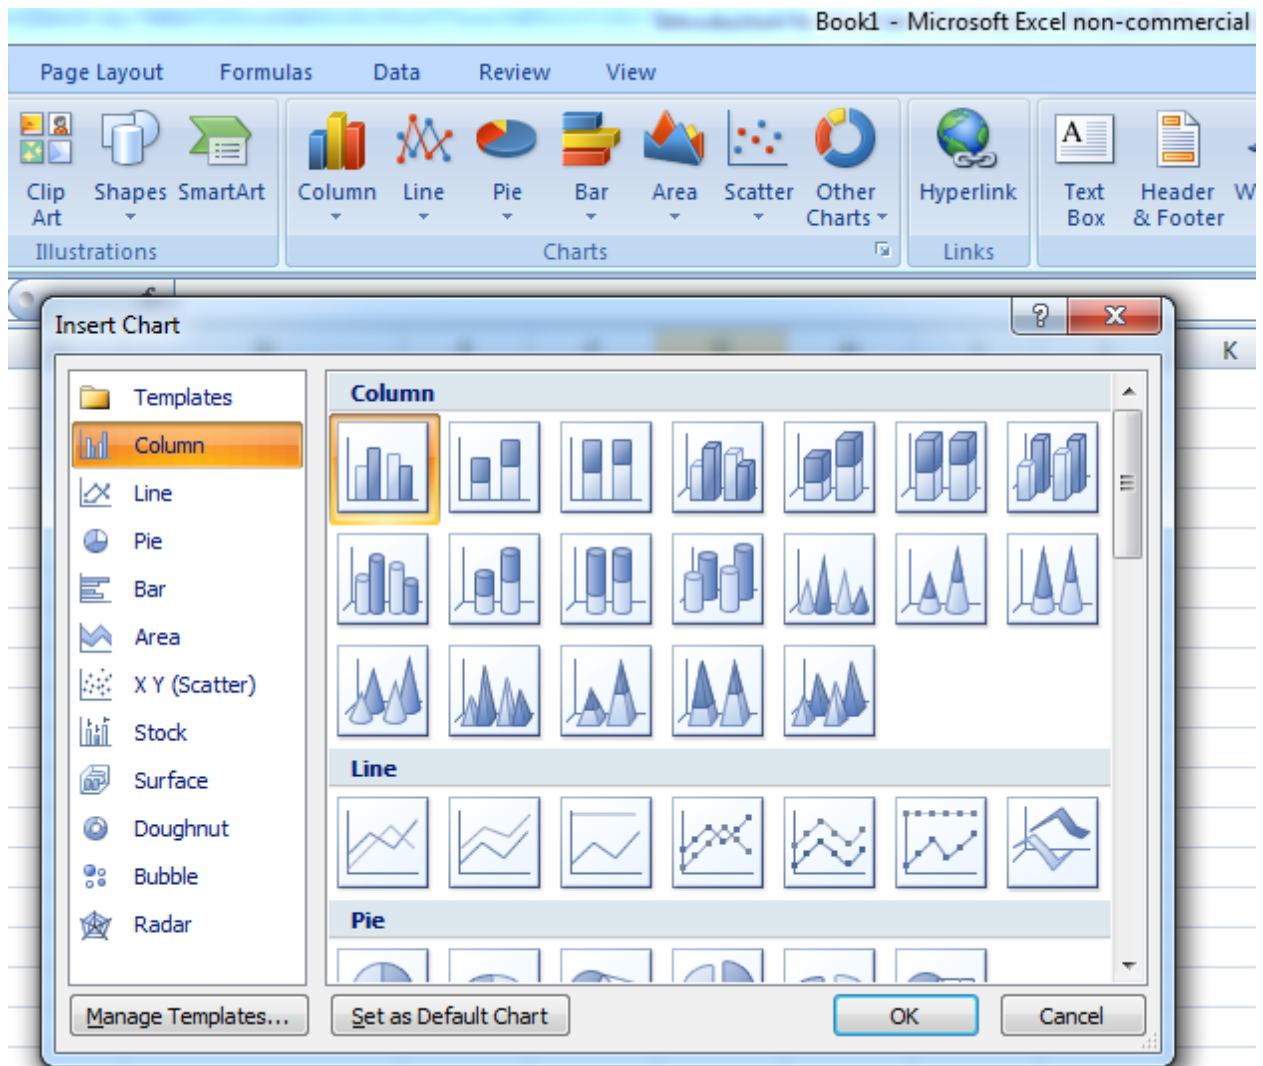 Book1 - Microsoft Excel non-commercial
Page Layout Formulas Data Review View
Clip Art
Shapes
SmartArt
Column
Line
Pie
Bar
Area
Scatter
Other Charts
Hyperlink
Text Box
Header & Footer
Illustrations
Charts
Links
Insert Chart
K
Templates
Column
Line
Pie
Bar
Area
X Y (Scatter)
Stock
Surface
Doughnut
Bubble
Radar
Column
Line
Pie
Manage Templates...
Set as Default Chart
OK
Cancel